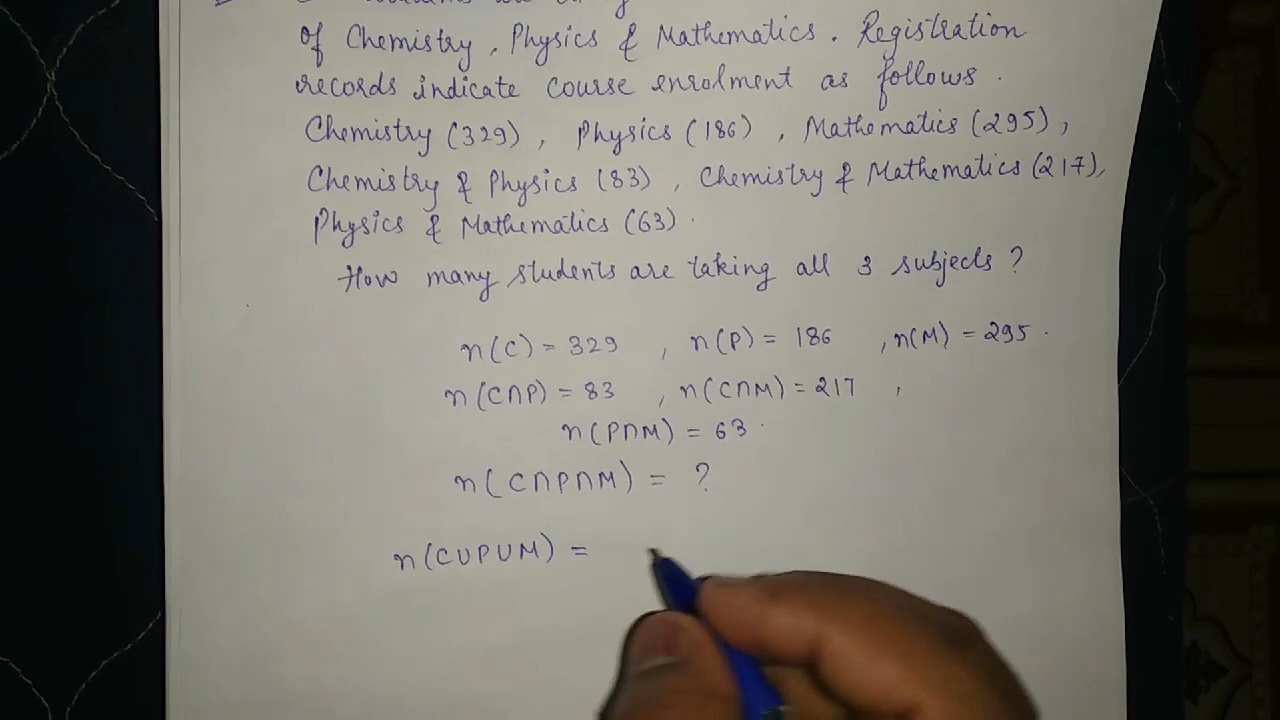 of Chemistry, Physics & Mathematics. Registration
records indicate course enrolment as follows.
Chemistry (329), Physics (186), Mathematics (295),
Chemistry & Physics (83), Chemistry & Mathematics (217),
Physics & Mathematics (63).
How many students are taking all 3 subjects?
n(C) = 329 , n(P) = 186 , n(M) = 295.
n(C∩P) = 83 , n(C∩M) = 217 ,
n(P∩M) = 63.
n(C∩P∩M) = ?
n(CUPUM) =